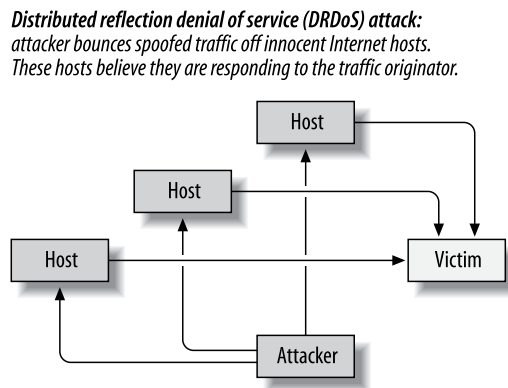 Distributed reflection denial of service (DRDoS) attack:
attacker bounces spoofed traffic off innocent Internet hosts.
These hosts believe they are responding to the traffic originator.
Host
Host
Host
Victim
Attacker